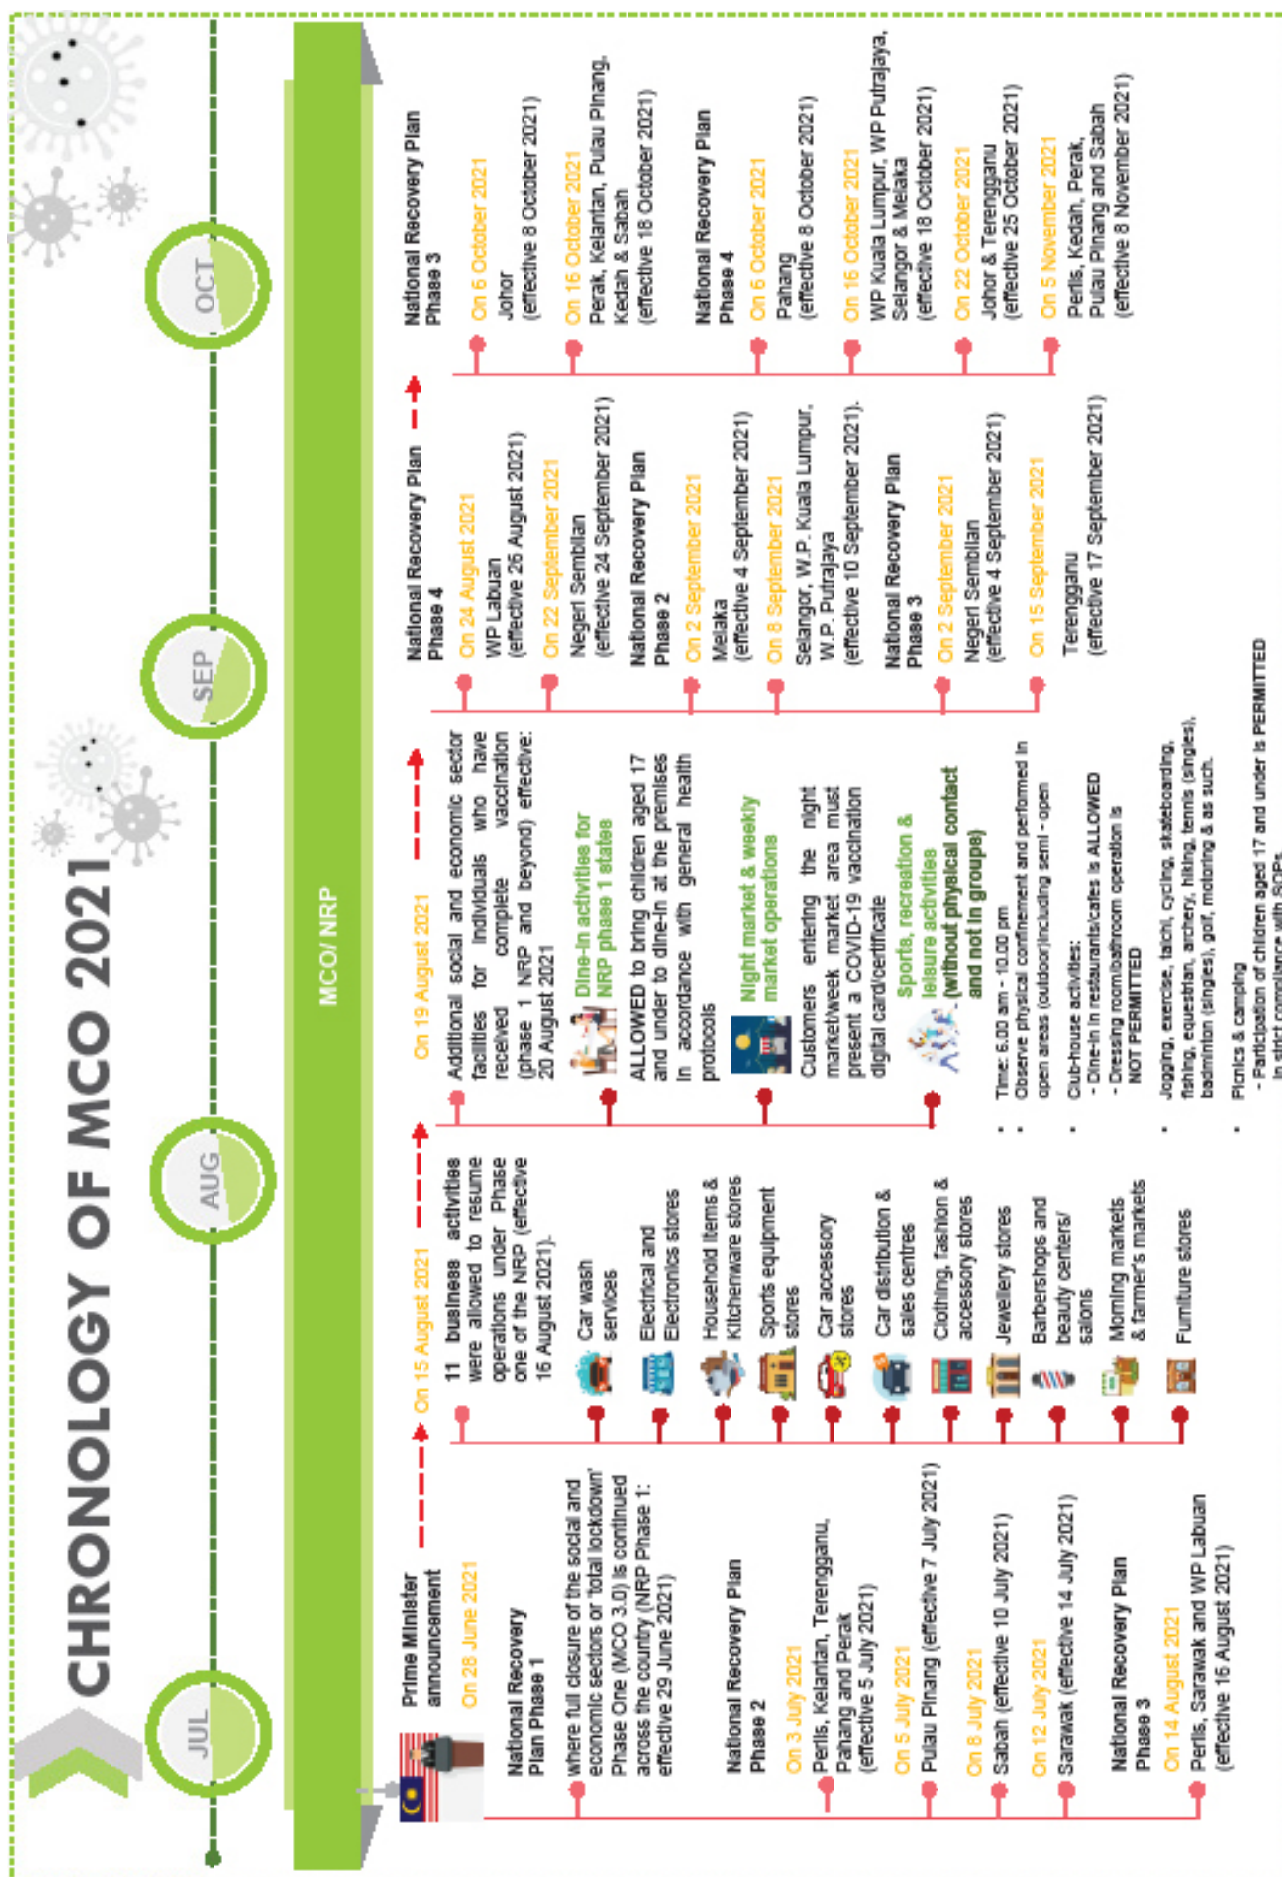 CHRONOLOGY OF MCO 2021
JUL
AUG
SEP
OCT
MCO/ NRP
Prime Minister
announcement
On 28 June 2021
National Recovery
Plan Phase 1
where full closure of the social and
economic sectors or 'total lockdown'
Phase One (MCO 3.0) is continued
across the country (NRP Phase 1:
effective 29 June 2021)
National Recovery Plan
Phase 2
On 3 July 2021
Perlis, Kelantan, Terengganu,
Pahang and Perak
(effective 5 July 2021)
On 5 July 2021
Pulau Pinang (effective 7 July 2021)
On 8 July 2021
Sabah (effective 10 July 2021)
On 12 July 2021
Sarawak (effective 14 July 2021)
National Recovery Plan
Phase 3
On 14 August 2021
Perlis, Sarawak and WP Labuan
(effective 16 August 2021)
On 15 August 2021
11 business activities
were allowed to resume
operations under Phase
one of the NRP (effective
16 August 2021).
Car wash
services
Electrical and
Electronics stores
Household items &
Kitchenware stores
Sports equipment
stores
Car accessory
stores
Car distribution &
sales centres
Clothing, fashion &
accessory stores
Jewellery stores
Barbershops and
beauty centers/
salons
Morning markets
& farmer's markets
Furniture stores
On 19 August 2021
Additional social and economic sector
facilities for individuals who have
received complete vaccination
(phase 1 NRP and beyond) effective:
20 August 2021
Dine-in activities for
NRP phase 1 states
ALLOWED to bring children aged 17
and under to dine-in at the premises
in accordance with general health
protocols
Night market & weekly
market operations
Customers entering the night
market/week market area must
present a COVID-19 vaccination
digital card/certificate
Sports, recreation &
leisure activities
- (without physical contact
and not in groups)
• Time: 6.00 am - 10.00 pm
• Observe physical confinement and performed in
open areas (outdoor)including semi - open
• Club-house activities:
- Dine-in in restaurants/cafes is ALLOWED
- Dressing room/bathroom operation is
NOT PERMITTED
• Jogging, exercise, taichi, cycling, skateboarding,
fishing, equestrian, archery, hiking, tennis (singles),
badminton (singles), golf, motoring & as such.
• Picnics & camping
- Participation of children aged 17 and under is PERMITTED
in strict compliance with SOPs.
National Recovery Plan
Phase 4
On 24 August 2021
WP Labuan
(effective 26 August 2021)
On 22 September 2021
Negeri Sembilan
(effective 24 September 2021)
National Recovery Plan
Phase 2
On 2 September 2021
Melaka
(effective 4 September 2021)
On 8 September 2021
Selangor, W.P. Kuala Lumpur,
W.P. Putrajaya
(effective 10 September 2021).
National Recovery Plan
Phase 3
On 2 September 2021
Negeri Sembilan
(effective 4 September 2021)
On 15 September 2021
Terengganu
(effective 17 September 2021)
National Recovery Plan
Phase 3
On 6 October 2021
Johor
(effective 8 October 2021)
On 16 October 2021
Perak, Kelantan, Pulau Pinang,
Kedah & Sabah
(effective 18 October 2021)
National Recovery Plan
Phase 4
On 6 October 2021
Pahang
(effective 8 October 2021)
On 16 October 2021
WP Kuala Lumpur, WP Putrajaya,
Selangor & Melaka
(effective 18 October 2021)
On 22 October 2021
Johor & Terengganu
(effective 25 October 2021)
On 5 November 2021
Perlis, Kedah, Perak,
Pulau Pinang and Sabah
(effective 8 November 2021)